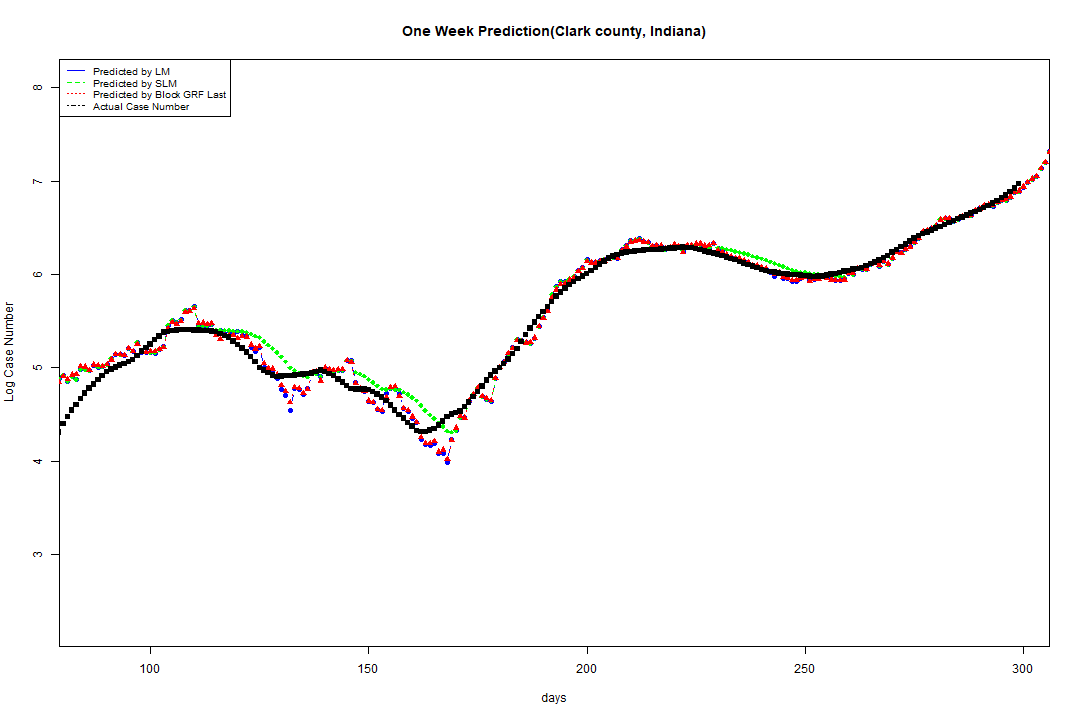 One Week Prediction(Clark county, Indiana)
Predicted by LM
Predicted by SLM
Predicted by Block GRF Last
Actual Case Number
8
7
6
5
4
3
Log Case Number
100 150 200 250 300
days